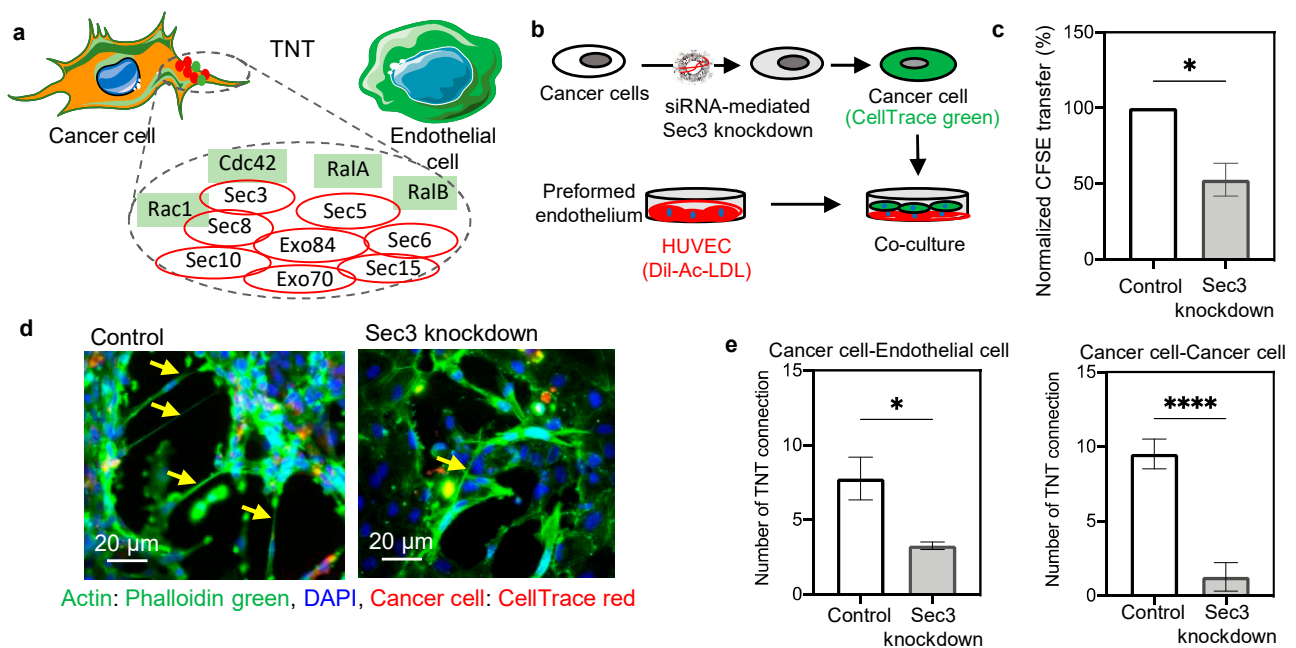 a
TNT
Cancer cell
Endothelial
cell
Cdc42
RalA
RalB
Rac1
Sec3
Sec5
Sec8
Exo84
Sec6
Sec10
Exo70
Sec15
b
Cancer cells
siRNA-mediated
Sec3 knockdown
Cancer cell
(CellTrace green)
Preformed
endothelium
HUVEC
(Dil-Ac-LDL)
Co-culture
c
Normalized CFSE transfer (%)
150
100
50
0
*
Control
Sec3
knockdown
d
Control
Sec3 knockdown
20 µm
20 µm
Actin: Phalloidin green, DAPI, Cancer cell: CellTrace red
e
Cancer cell-Endothelial cell
Number of TNT connection
15
10
5
0
*
Control
Sec3
knockdown
Cancer cell-Cancer cell
Number of TNT connection
15
10
5
0
****
Control
Sec3
knockdown